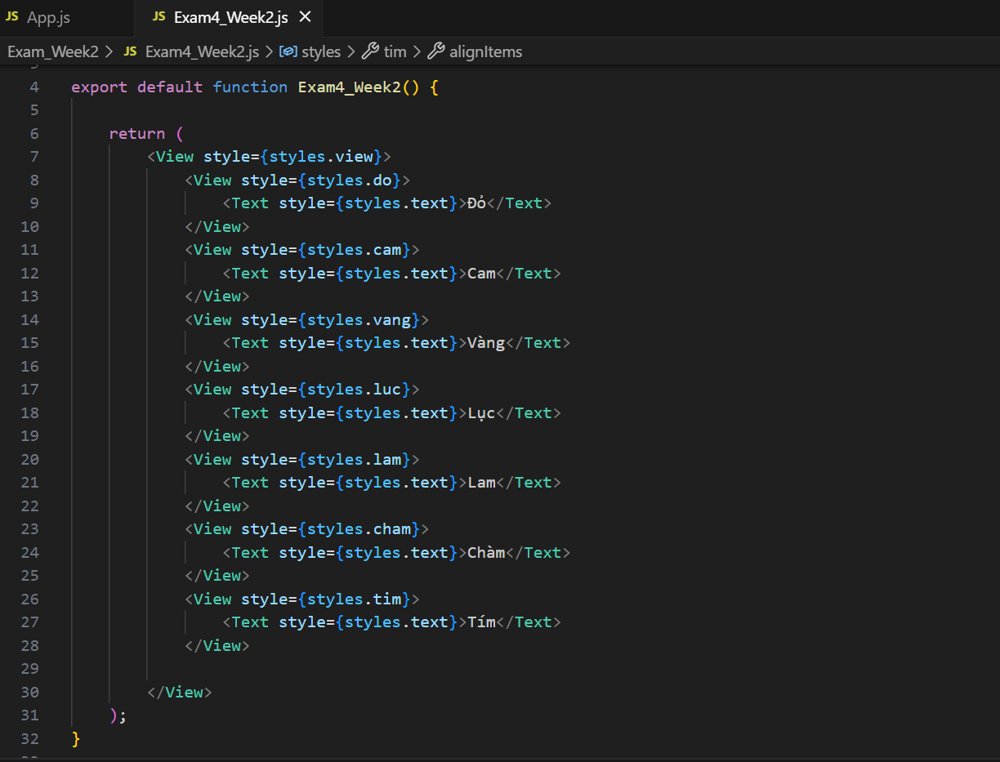 JS App.js JS Exam4_Week2.js
Exam_Week2 > JS Exam4_Week2.js > styles > tim > alignItems
4 export default function Exam4_Week2() {
5
6 return (
7 <View style={styles.view}>
8 <View style={styles.do}>
9 <Text style={styles.text}>Đỏ</Text>
10 </View>
11 <View style={styles.cam}>
12 <Text style={styles.text}>Cam</Text>
13 </View>
14 <View style={styles.vang}>
15 <Text style={styles.text}>Vàng</Text>
16 </View>
17 <View style={styles.luc}>
18 <Text style={styles.text}>Lục</Text>
19 </View>
20 <View style={styles.lam}>
21 <Text style={styles.text}>Lam</Text>
22 </View>
23 <View style={styles.cham}>
24 <Text style={styles.text}>Chàm</Text>
25 </View>
26 <View style={styles.tim}>
27 <Text style={styles.text}>Tím</Text>
28 </View>
29
30 </View>
31 );
32 }